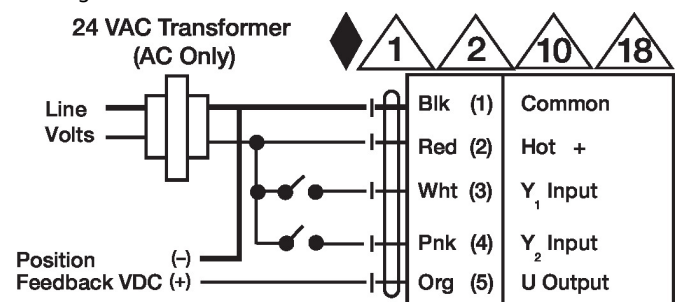 24 VAC Transformer
(AC Only)
1 2 10 18
Line
Volts
Blk (1) Common
Red (2) Hot +
Wht (3) Y1 Input
Pnk (4) Y2 Input
Position (-)
Feedback VDC (+)
Org (5) U Output